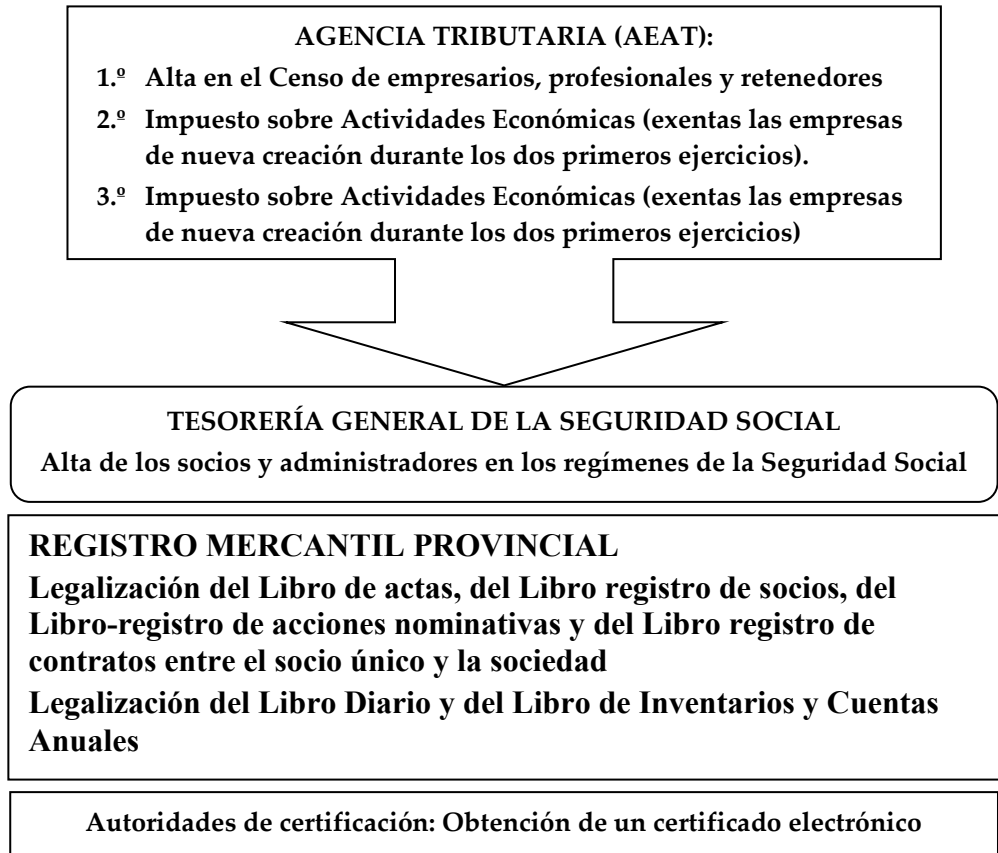 AGENCIA TRIBUTARIA (AEAT):
1.º Alta en el Censo de empresarios, profesionales y retenedores
2.º Impuesto sobre Actividades Económicas (exentas las empresas
de nueva creación durante los dos primeros ejercicios).
3.º Impuesto sobre Actividades Económicas (exentas las empresas
de nueva creación durante los dos primeros ejercicios)
TESORERÍA GENERAL DE LA SEGURIDAD SOCIAL
Alta de los socios y administradores en los regímenes de la Seguridad Social
REGISTRO MERCANTIL PROVINCIAL
Legalización del Libro de actas, del Libro registro de socios, del
Libro-registro de acciones nominativas y del Libro registro de
contratos entre el socio único y la sociedad
Legalización del Libro Diario y del Libro de Inventarios y Cuentas
Anuales
Autoridades de certificación: Obtención de un certificado electrónico